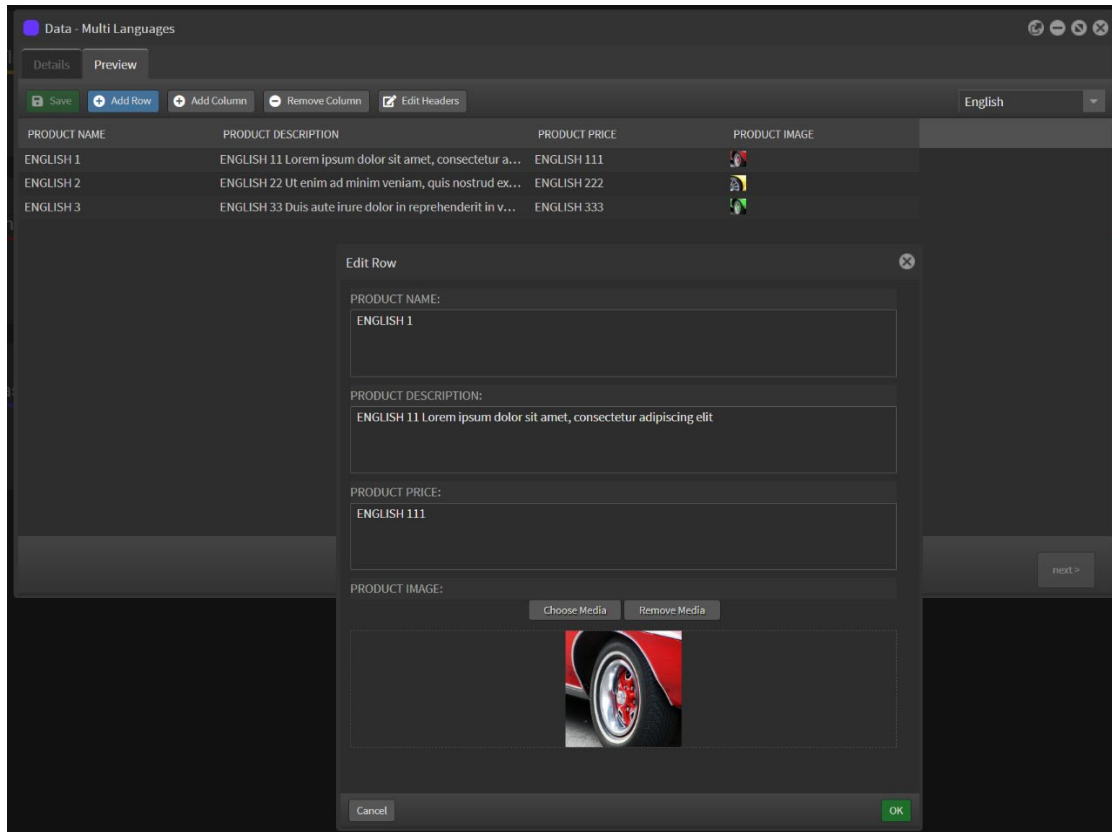 Data - Multi Languages
Details Preview
Save Add Row Add Column Remove Column Edit Headers English
PRODUCT NAME PRODUCT DESCRIPTION PRODUCT PRICE PRODUCT IMAGE
ENGLISH 1 ENGLISH 11 Lorem ipsum dolor sit amet, consectetur a... ENGLISH 111
ENGLISH 2 ENGLISH 22 Ut enim ad minim veniam, quis nostrud ex... ENGLISH 222
ENGLISH 3 ENGLISH 33 Duis aute irure dolor in reprehenderit in v... ENGLISH 333
Edit Row
PRODUCT NAME:
ENGLISH 1
PRODUCT DESCRIPTION:
ENGLISH 11 Lorem ipsum dolor sit amet, consectetur adipiscing elit
PRODUCT PRICE:
ENGLISH 111
next >
PRODUCT IMAGE:
Choose Media Remove Media
Cancel OK